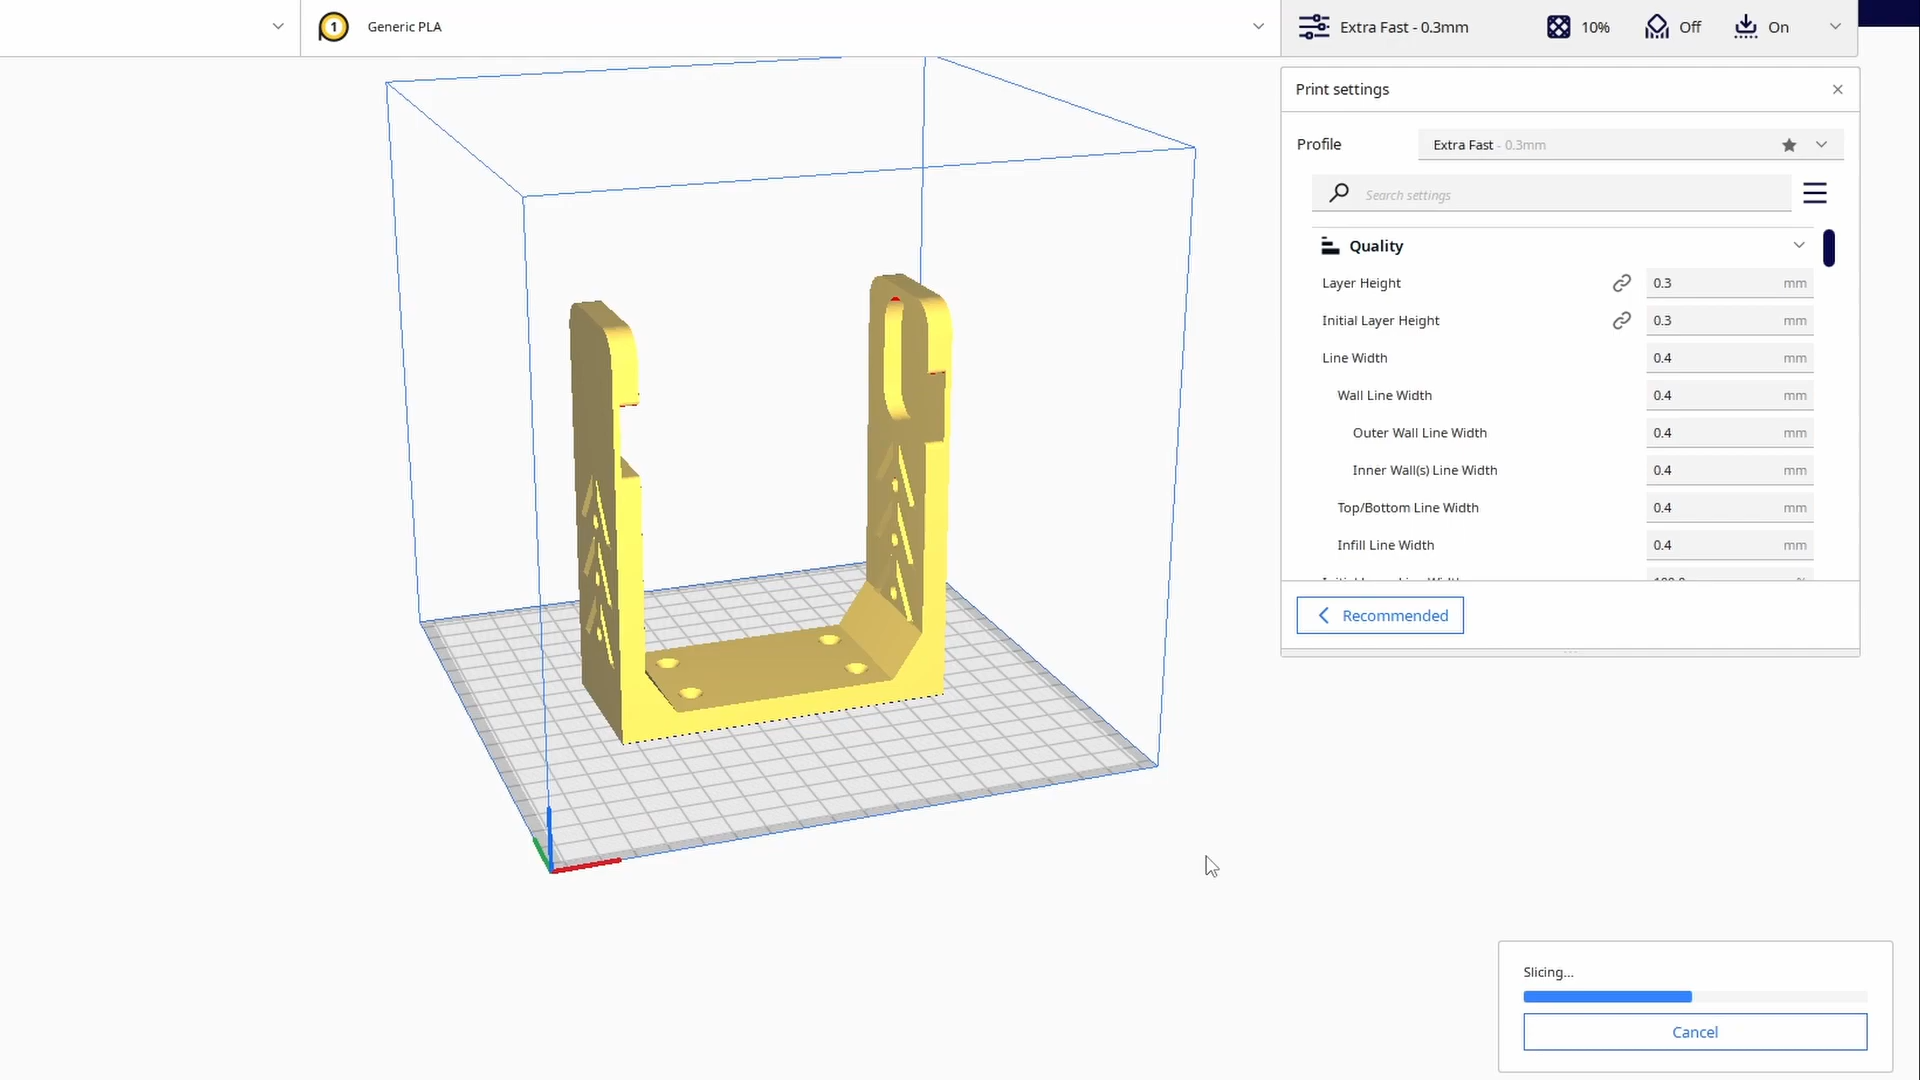 1 Generic PLA Extra Fast - 0.3mm 10% Off On
Print settings
Profile Extra Fast - 0.3mm
Search settings
Quality
Layer Height 0.3 mm
Initial Layer Height 0.3 mm
Line Width 0.4 mm
Wall Line Width 0.4 mm
Outer Wall Line Width 0.4 mm
Inner Wall(s) Line Width 0.4 mm
Top/Bottom Line Width 0.4 mm
Infill Line Width 0.4 mm
Recommended
Slicing...
Cancel